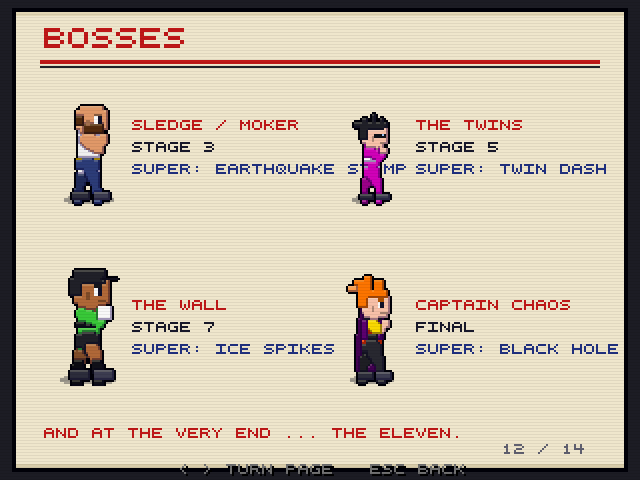 BOSSES
SLEDGE / MOKER
STAGE 3
SUPER: EARTHQUAKE
THE TWINS
STAGE 5
SUPER: TWIN DASH
THE WALL
STAGE 7
SUPER: ICE SPIKES
CAPTAIN CHAOS
FINAL
SUPER: BLACK HOLE
AND AT THE VERY END ... THE ELEVEN.
12 / 14
< > TURN PAGE ESC BACK